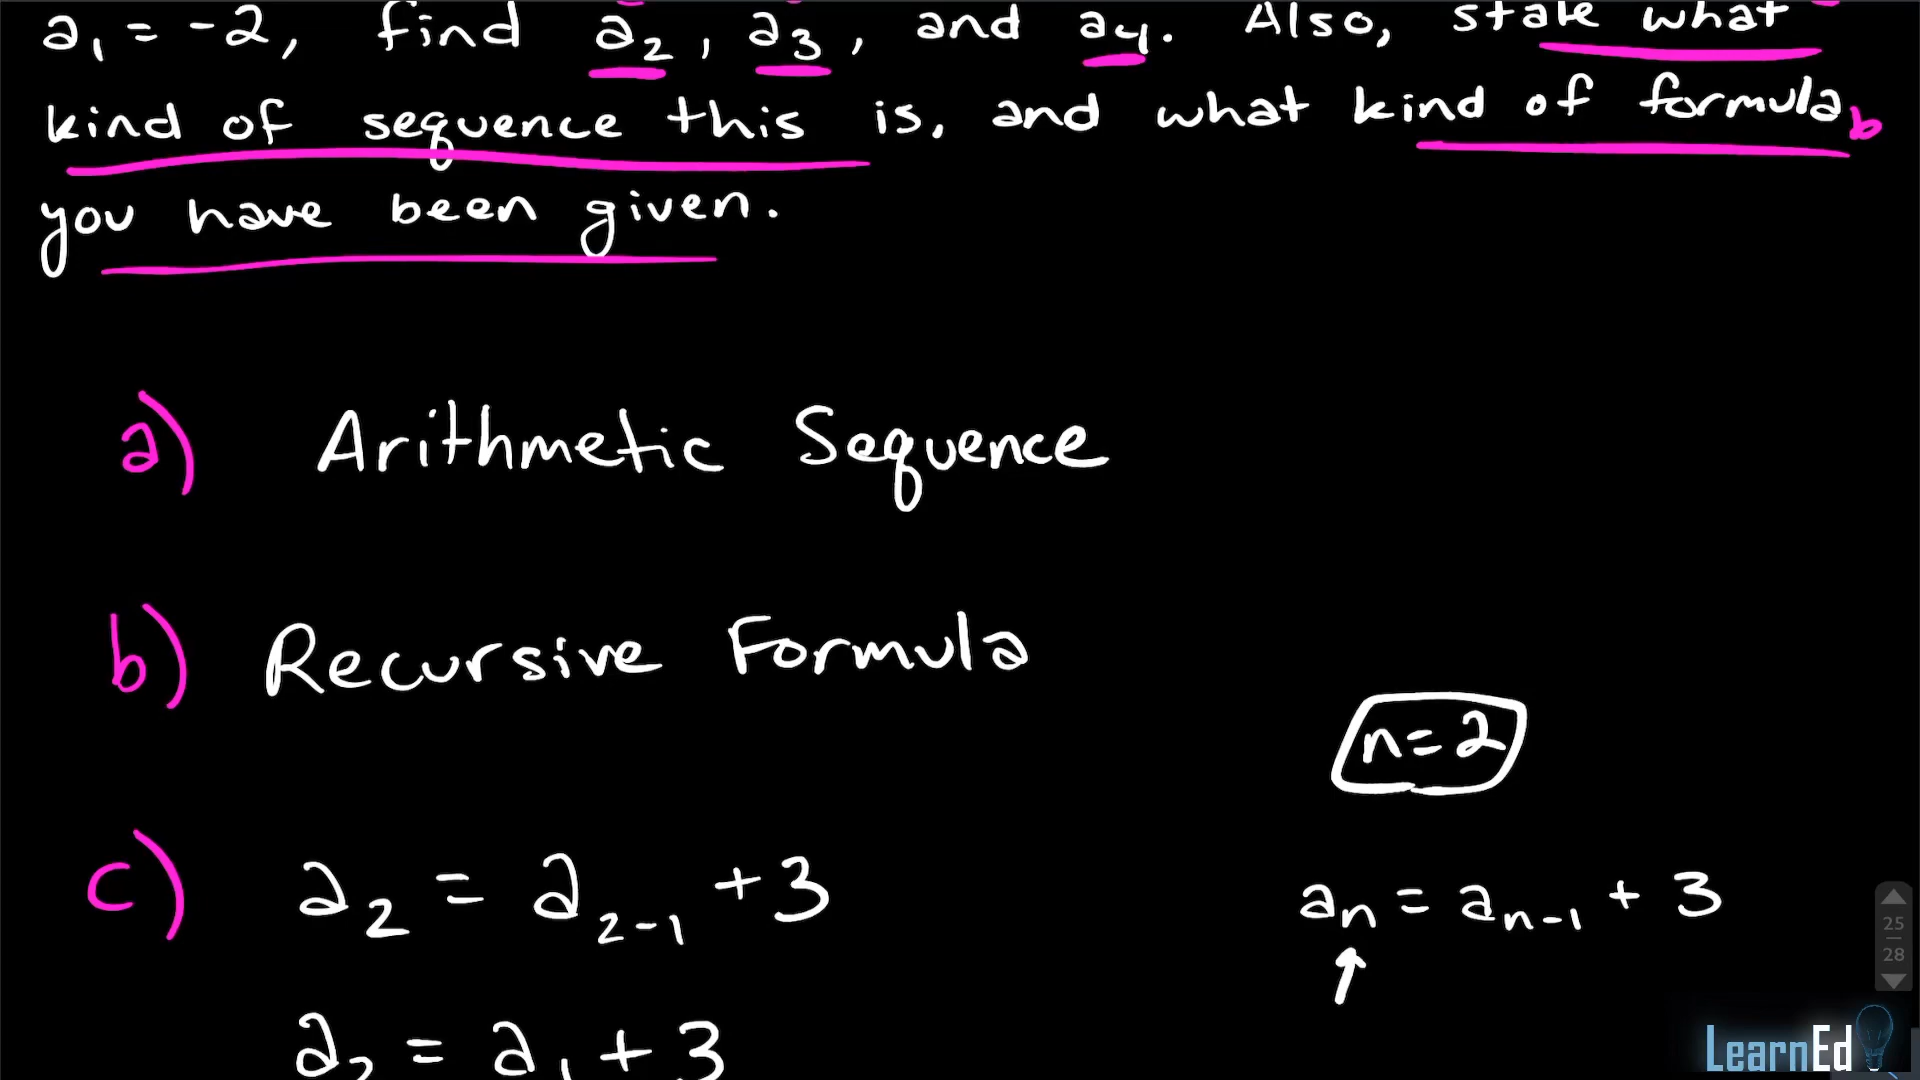 a₁ = -2, find a₂, a₃, and a₄. Also, state what
kind of sequence this is, and what kind of formula b
you have been given.
a) Arithmetic Sequence
b) Recursive Formula
n=2
c) a₂ = a₂₋₁ + 3
aₙ = aₙ₋₁ + 3
a₂ = a₁ + 3
25
28
LearnEd